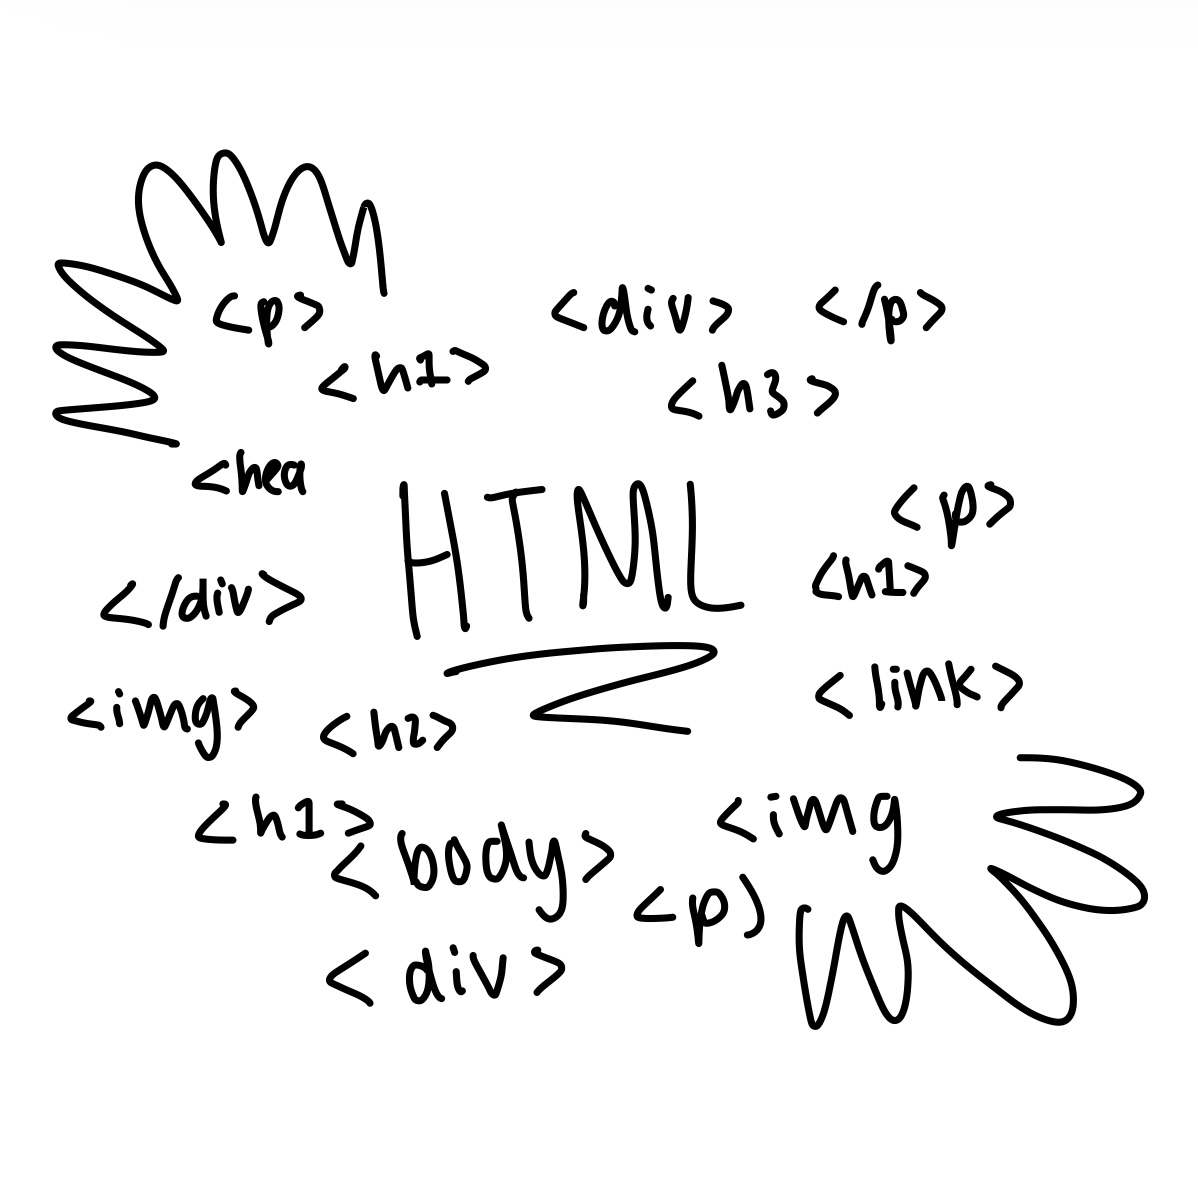 <p> <div> </p>
<h1> <h3>
<hea
HTML
<p>
</div> <h1>
<img> <h2> <link>
<h1> <img
<body>
<p)
<div>